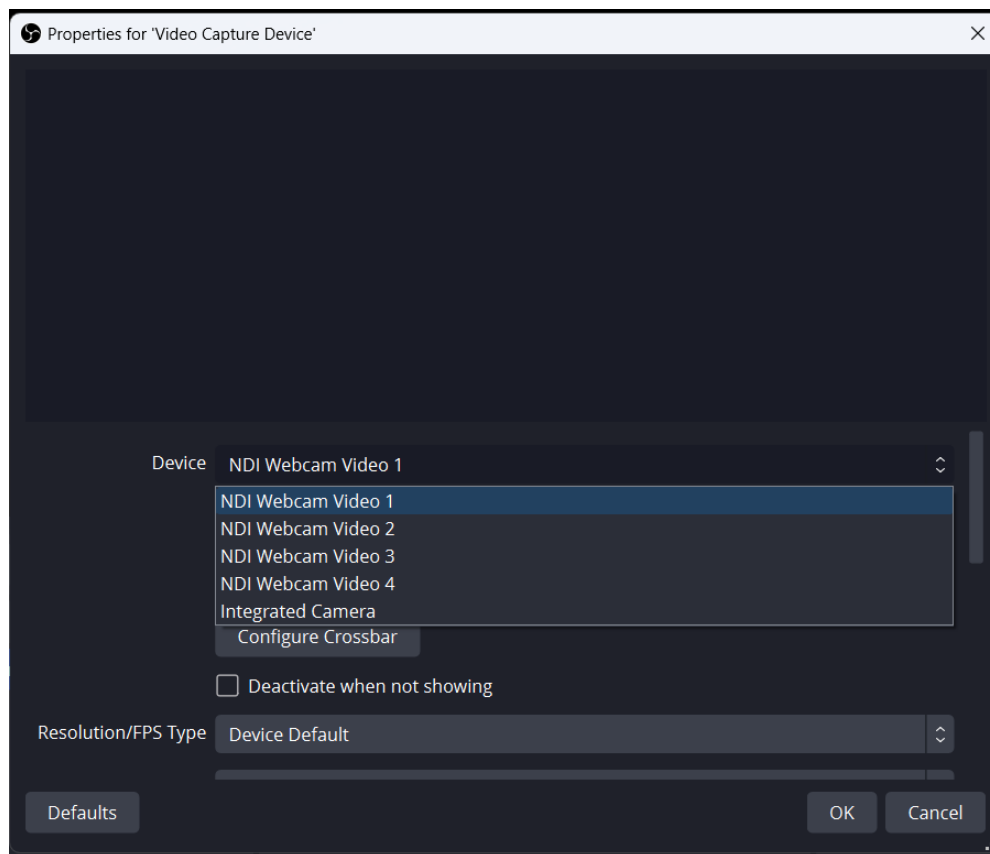 Properties for 'Video Capture Device'
Device NDI Webcam Video 1
NDI Webcam Video 1
NDI Webcam Video 2
NDI Webcam Video 3
NDI Webcam Video 4
Integrated Camera
Configure Crossbar
Deactivate when not showing
Resolution/FPS Type Device Default
Defaults OK Cancel